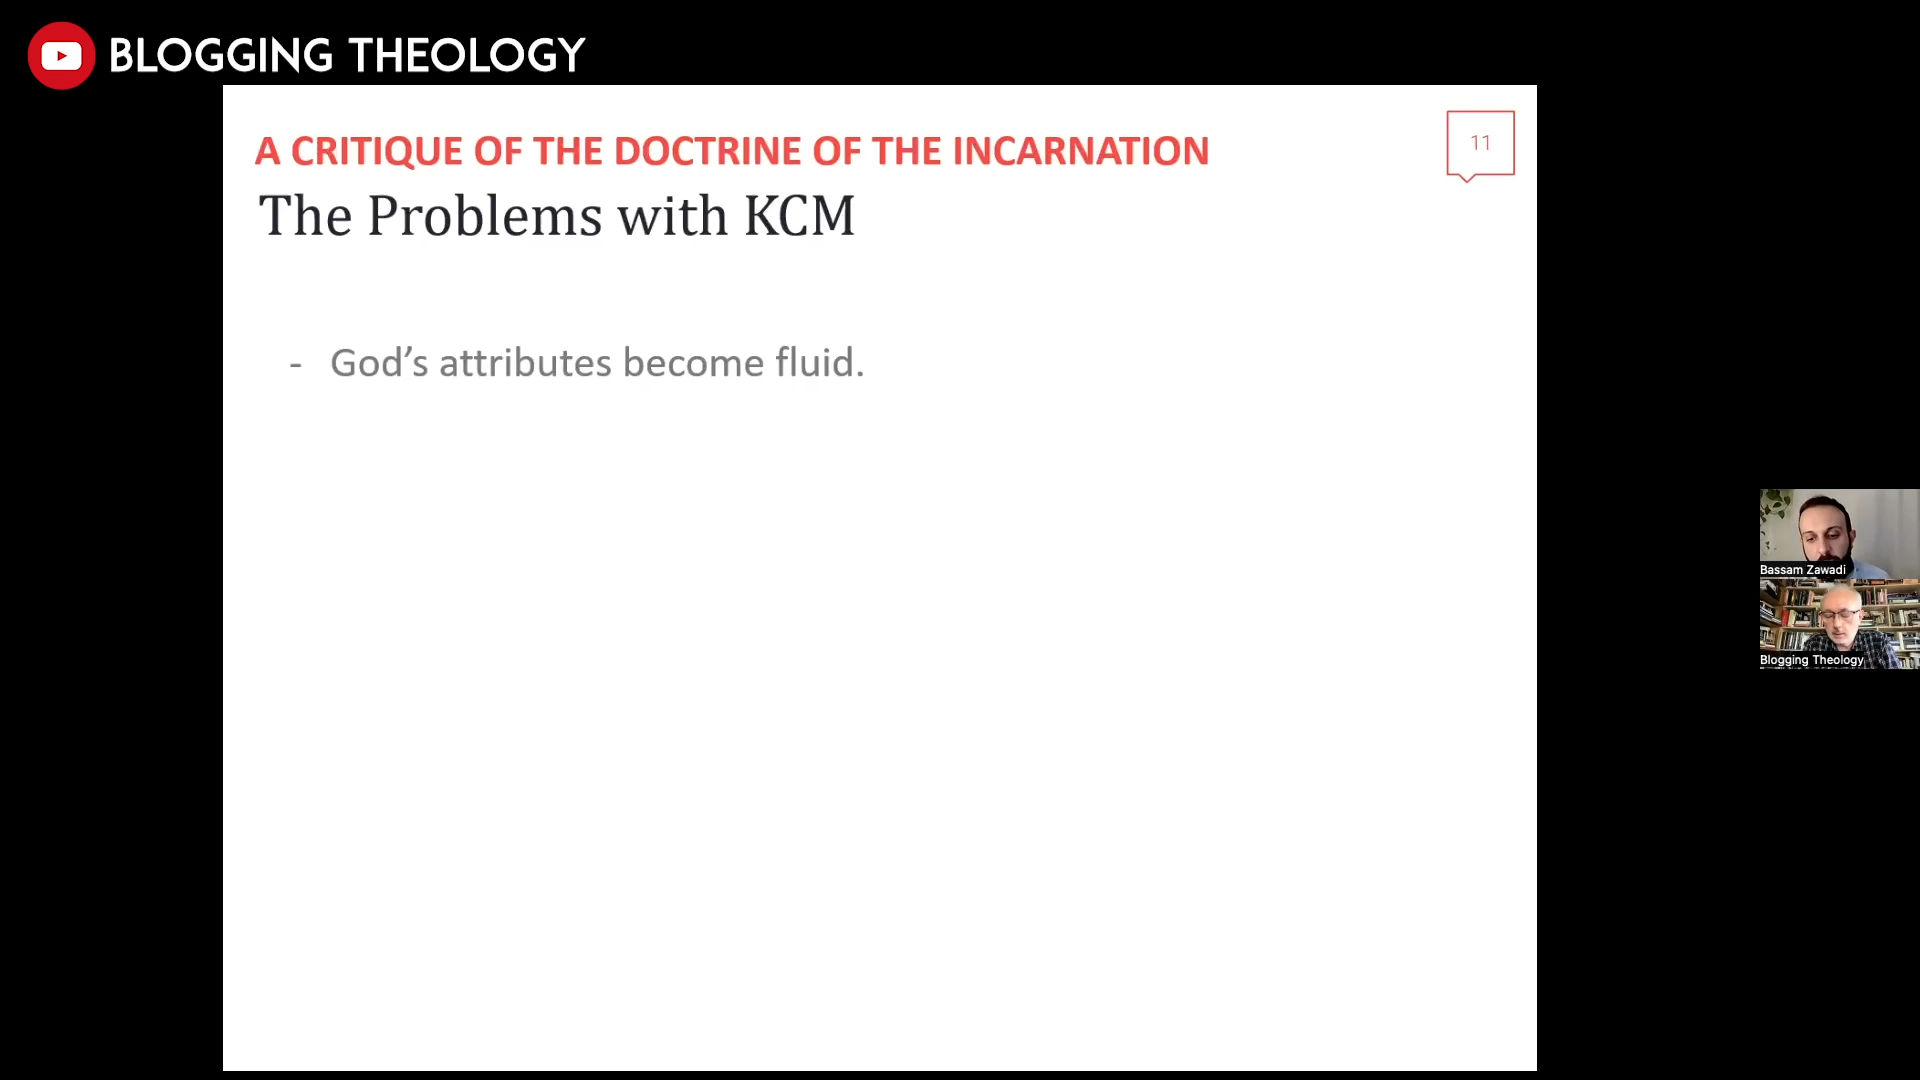 BLOGGING THEOLOGY
A CRITIQUE OF THE DOCTRINE OF THE INCARNATION
11
The Problems with KCM
- God’s attributes become fluid.
Bassam Zawadi
Blogging Theology